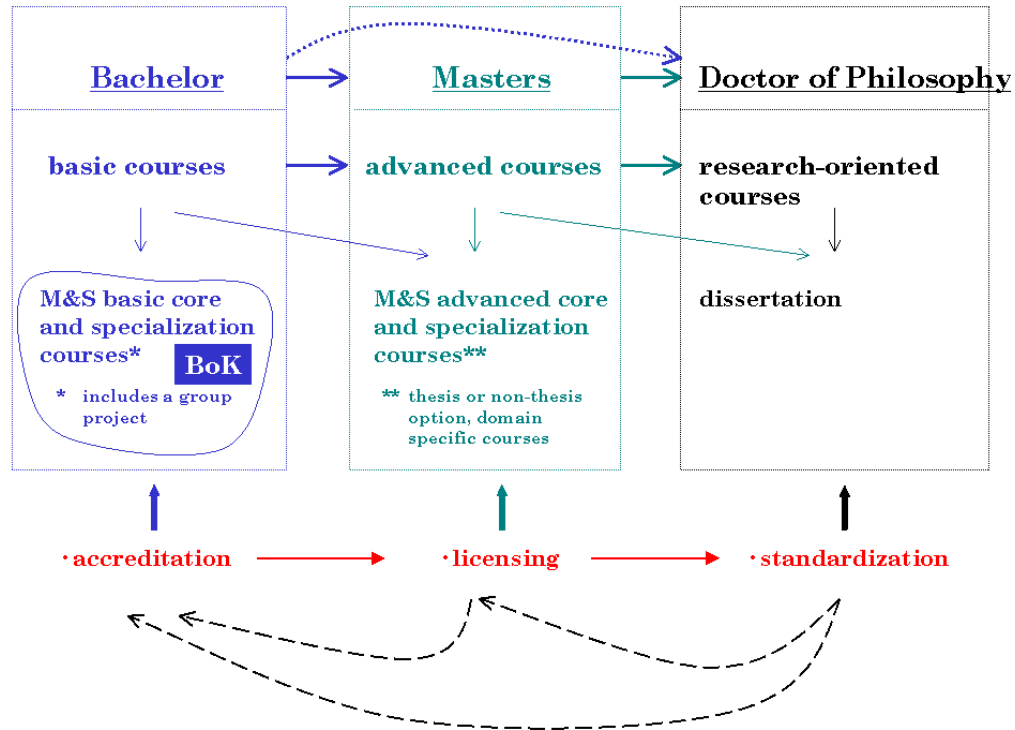 Bachelor
Masters
Doctor of Philosophy
basic courses
advanced courses
research-oriented
courses
M&S basic core
and specialization
courses*
BoK
* includes a group
project
M&S advanced core
and specialization
courses**
** thesis or non-thesis
option, domain
specific courses
dissertation
· accreditation
· licensing
· standardization